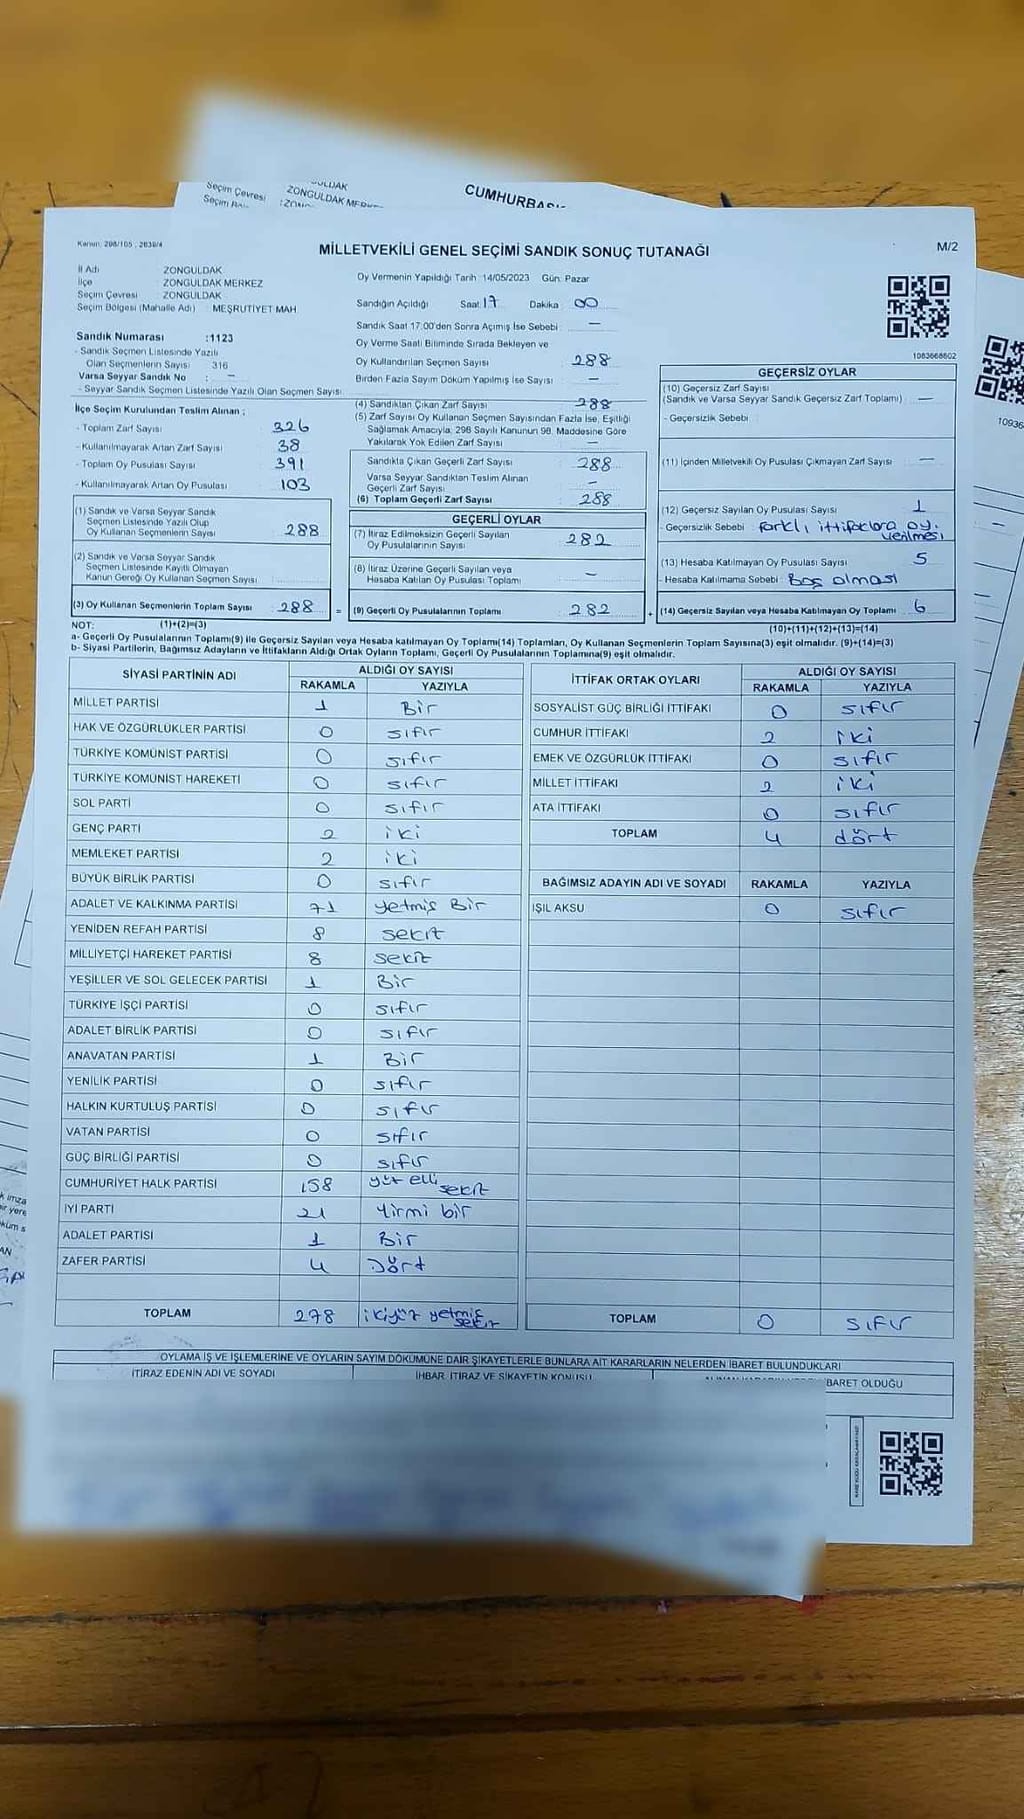 ZONGULDAK MERKEZ
CUMHURBAŞ
Seçim Çevresi
Kanun: 298/105 , 2839/4
MİLLETVEKİLİ GENEL SEÇİMİ SANDIK SONUÇ TUTANAĞI
M/2
İl Adı : ZONGULDAK
İlçe : ZONGULDAK MERKEZ
Seçim Çevresi : ZONGULDAK
Seçim Bölgesi (Mahalle Adı) : MEŞRUTİYET MAH
Oy Vermenin Yapıldığı Tarih :14/05/2023 Gün: Pazar
Sandığın Açıldığı Saat: 17 Dakika : 00
Sandık Saat 17:00'den Sonra Açımış İse Sebebi : —
Oy Verme Saati Bitiminde Sırada Bekleyen ve
Oy Kullandırılan Seçmen Sayısı : 288
Birden Fazla Sayım Döküm Yapılmış İse Sayısı : —
1083668602
10936
Sandık Numarası :1123
- Sandık Seçmen Listesinde Yazılı
Olan Seçmenlerin Sayısı : 316
Varsa Seyyar Sandık No : —
- Seyyar Sandık Seçmen Listesinde Yazılı Olan Seçmen Sayısı:
İlçe Seçim Kurulundan Teslim Alınan ;
- Toplam Zarf Sayısı : 326
- Kullanılmayarak Artan Zarf Sayısı : 38
- Toplam Oy Pusulası Sayısı : 391
- Kullanılmayarak Artan Oy Pusulası : 103
(1) Sandık ve Varsa Seyyar Sandık
Seçmen Listesinde Yazılı Olup
Oy Kullanan Seçmenlerin Sayısı : 288
(2) Sandık ve Varsa Seyyar Sandık
Seçmen Listesinde Kayıtlı Olmayan
Kanun Gereği Oy Kullanan Seçmen Sayısı :
(3) Oy Kullanan Seçmenlerin Toplam Sayısı : 288 =
(4) Sandıktan Çıkan Zarf Sayısı : 288
(5) Zarf Sayısı Oy Kullanan Seçmen Sayısından Fazla İse, Eşitliği
Sağlamak Amacıyla; 298 Sayılı Kanunun 98. Maddesine Göre
Yakılarak Yok Edilen Zarf Sayısı : —
Sandıkta Çıkan Geçerli Zarf Sayısı : 288
Varsa Seyyar Sandıktan Teslim Alınan
Geçerli Zarf Sayısı : —
(6) Toplam Geçerli Zarf Sayısı : 288
GEÇERLİ OYLAR
(7) İtiraz Edilmeksizin Geçerli Sayılan
Oy Pusulalarının Sayısı : 282
(8) İtiraz Üzerine Geçerli Sayılan veya
Hesaba Katılan Oy Pusulası Toplamı : —
(9) Geçerli Oy Pusulalarının Toplamı : 282 +
GEÇERSİZ OYLAR
(10) Geçersiz Zarf Sayısı
(Sandık ve Varsa Seyyar Sandık Geçersiz Zarf Toplamı) : —
- Geçersizlik Sebebi :
(11) İçinden Milletvekili Oy Pusulası Çıkmayan Zarf Sayısı : —
(12) Geçersiz Sayılan Oy Pusulası Sayısı : 1
- Geçersizlik Sebebi : farklı ittifaklara oy
verilmesi
(13) Hesaba Katılmayan Oy Pusulası Sayısı : 5
- Hesaba Katılmama Sebebi : Boş olması
(14) Geçersiz Sayılan veya Hesaba Katılmayan Oy Toplamı : 6
(10)+(11)+(12)+(13)=(14)
NOT: (1)+(2)=(3)
a- Geçerli Oy Pusulalarının Toplamı(9) ile Geçersiz Sayılan veya Hesaba katılmayan Oy Toplamı(14) Toplamları, Oy Kullanan Seçmenlerin Toplam Sayısına(3) eşit olmalıdır. (9)+(14)=(3)
b- Siyasi Partilerin, Bağımsız Adayların ve İttifakların Aldığı Ortak Oyların Toplamı, Geçerli Oy Pusulalarının Toplamına(9) eşit olmalıdır.
SİYASİ PARTİNİN ADI ALDIĞI OY SAYISI
RAKAMLA YAZIYLA
MİLLET PARTİSİ 1 Bir
HAK VE ÖZGÜRLÜKLER PARTİSİ 0 sıfır
TÜRKİYE KOMÜNİST PARTİSİ 0 sıfır
TÜRKİYE KOMÜNİST HAREKETİ 0 sıfır
SOL PARTİ 0 sıfır
GENÇ PARTİ 2 iki
MEMLEKET PARTİSİ 2 iki
BÜYÜK BİRLİK PARTİSİ 0 sıfır
ADALET VE KALKINMA PARTİSİ 71 yetmiş Bir
YENİDEN REFAH PARTİSİ 8 sekiz
MİLLİYETÇİ HAREKET PARTİSİ 8 sekiz
YEŞİLLER VE SOL GELECEK PARTİSİ 1 Bir
TÜRKİYE İŞÇİ PARTİSİ 0 sıfır
ADALET BİRLİK PARTİSİ 0 sıfır
ANAVATAN PARTİSİ 1 Bir
YENİLİK PARTİSİ 0 sıfır
HALKIN KURTULUŞ PARTİSİ 0 sıfır
VATAN PARTİSİ 0 sıfır
GÜÇ BİRLİĞİ PARTİSİ 0 sıfır
CUMHURİYET HALK PARTİSİ 158 yüz elli sekiz
İYİ PARTİ 21 Yirmi bir
ADALET PARTİSİ 1 Bir
ZAFER PARTİSİ 4 Dört
TOPLAM 278 ikiyüz yetmiş sekiz
İTTİFAK ORTAK OYLARI ALDIĞI OY SAYISI
RAKAMLA YAZIYLA
SOSYALİST GÜÇ BİRLİĞİ İTTİFAKI 0 sıfır
CUMHUR İTTİFAKI 2 iki
EMEK VE ÖZGÜRLÜK İTTİFAKI 0 sıfır
MİLLET İTTİFAKI 2 iki
ATA İTTİFAKI 0 sıfır
TOPLAM 4 dört
BAĞIMSIZ ADAYIN ADI VE SOYADI RAKAMLA YAZIYLA
IŞIL AKSU 0 sıfır
TOPLAM 0 sıfır
OYLAMA İŞ VE İŞLEMLERİNE VE OYLARIN SAYIM DÖKÜMÜNE DAİR ŞİKAYETLERLE BUNLARA AİT KARARLARIN NELERDEN İBARET BULUNDUKLARI
İTİRAZ EDENİN ADI VE SOYADI İHBAR, İTİRAZ VE ŞİKAYETİN KONUSU BARET OLDUĞU